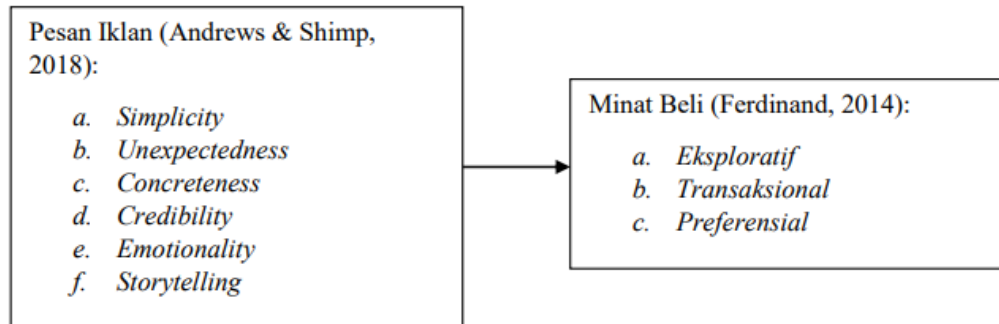 Pesan Iklan (Andrews & Shimp,
2018):
a. Simplicity
b. Unexpectedness
c. Concreteness
d. Credibility
e. Emotionality
f. Storytelling
Minat Beli (Ferdinand, 2014):
a. Eksploratif
b. Transaksional
c. Preferensial